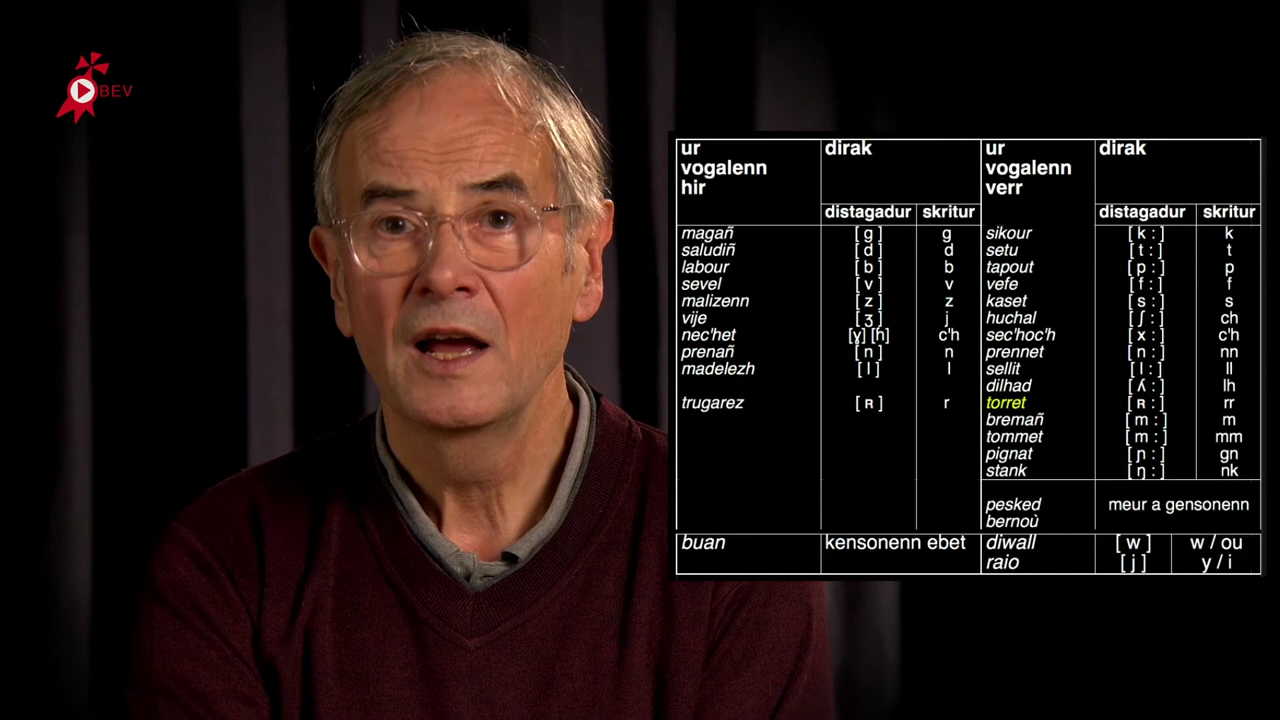 BEV
ur vogalenn hir dirak ur vogalenn verr dirak
distagadur skritur distagadur skritur
magañ [ g ] g sikour [ k : ] k
saludiñ [ d ] d setu [ t : ] t
labour [ b ] b tapout [ p : ] p
sevel [ v ] v vefe [ f : ] f
malizenn [ z ] z kaset [ s : ] s
vije [ ʒ ] j huchal [ ʃ : ] ch
nec'het [ɣ] [ɦ] c'h sec'hoc'h [ x : ] c'h
prenañ [ n ] n prennet [ n : ] nn
madelezh [ l ] l sellit [ l : ] ll
dilhad [ ʎ : ] lh
trugarez [ ʀ ] r torret [ ʀ : ] rr
bremañ [ m : ] m
tommet [ m : ] mm
pignat [ ɲ : ] gn
stank [ ŋ : ] nk
pesked meur a gensonenn
bernoù
buan kensonenn ebet diwall [ w ] w / ou
raio [ j ] y / i